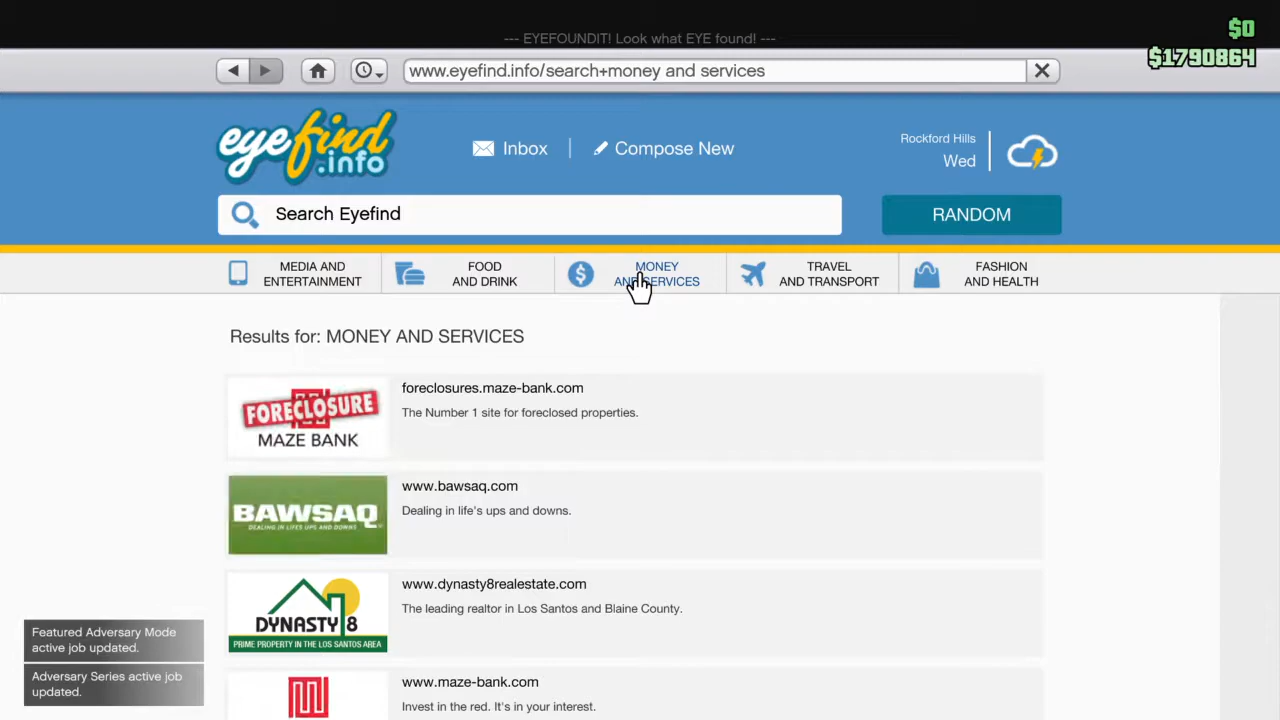 $0
--- EYEFOUNDIT! Look what EYE found! ---
$1790864
www.eyefind.info/search+money and services
eyefind
.info
Inbox
Compose New
Rockford Hills
Wed
Search Eyefind
RANDOM
MEDIA AND
ENTERTAINMENT
FOOD
AND DRINK
MONEY
AND SERVICES
TRAVEL
AND TRANSPORT
FASHION
AND HEALTH
Results for: MONEY AND SERVICES
FORECLOSURE
MAZE BANK
foreclosures.maze-bank.com
The Number 1 site for foreclosed properties.
BAWSAQ
DEALING IN LIFE'S UPS AND DOWNS
www.bawsaq.com
Dealing in life's ups and downs.
DYNASTY 8
PRIME PROPERTY IN THE LOS SANTOS AREA
www.dynasty8realestate.com
The leading realtor in Los Santos and Blaine County.
www.maze-bank.com
Invest in the red. It's in your interest.
Featured Adversary Mode
active job updated.
Adversary Series active job
updated.